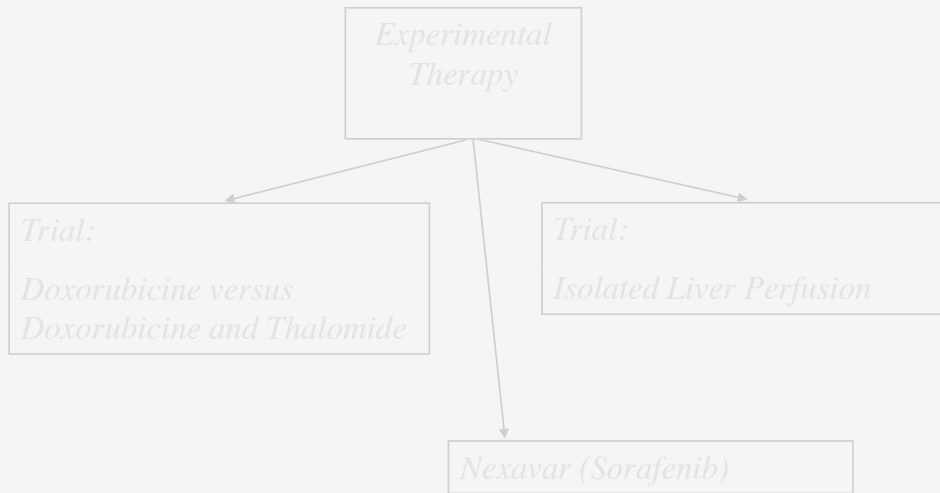 Experimental
Therapy
Trial:
Doxorubicine versus
Doxorubicine and Thalomide
Trial:
Isolated Liver Perfusion
Nexavar (Sorafenib)